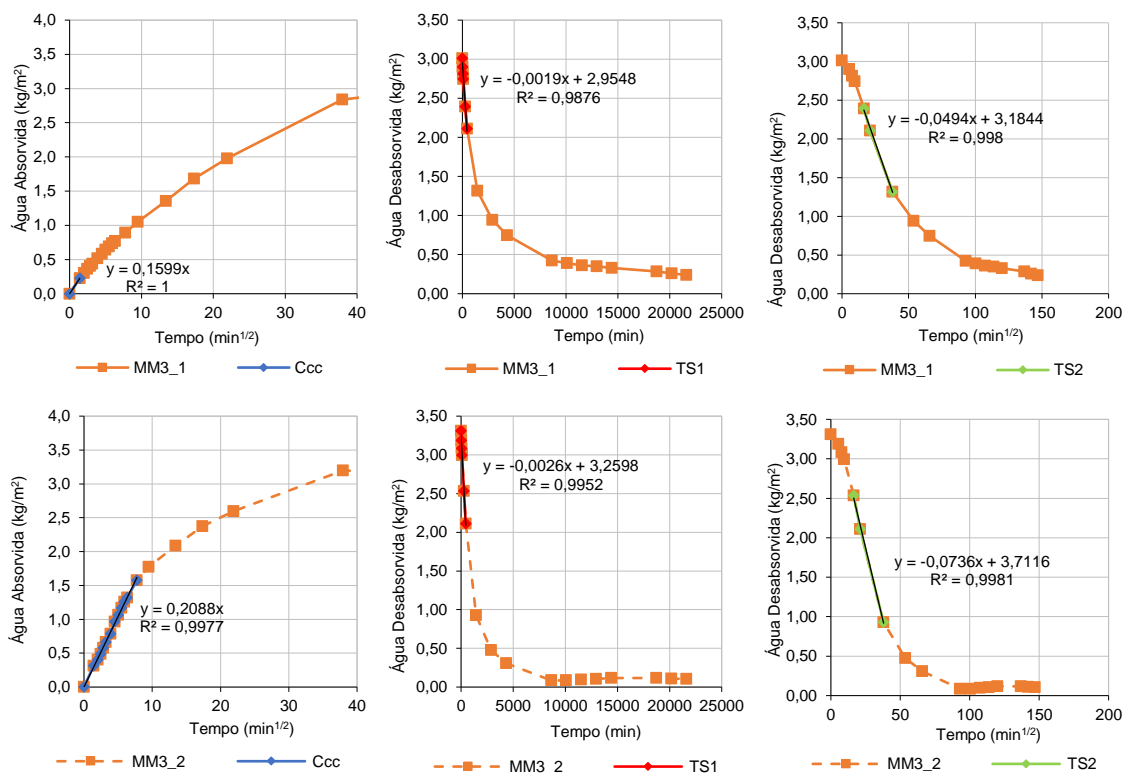 4,0
3,5
3,0
2,5
2,0
1,5
1,0
0,5
0,0
Água Absorvida (kg/m²)
y = 0,1599x
R² = 1
0 10 20 30 40
Tempo (min1/2)
MM3_1 Ccc
3,50
3,00
2,50
2,00
1,50
1,00
0,50
0,00
Água Desabsorvida (kg/m²)
y = -0,0019x + 2,9548
R² = 0,9876
0 5000 10000 15000 20000 25000
Tempo (min)
MM3_1 TS1
3,50
3,00
2,50
2,00
1,50
1,00
0,50
0,00
Água Desabsorvida (kg/m²)
y = -0,0494x + 3,1844
R² = 0,998
0 50 100 150 200
Tempo (min1/2)
MM3_1 TS2
4,0
3,5
3,0
2,5
2,0
1,5
1,0
0,5
0,0
Água Absorvida (kg/m²)
y = 0,2088x
R² = 0,9977
0 10 20 30 40
Tempo (min1/2)
MM3_2 Ccc
3,50
3,00
2,50
2,00
1,50
1,00
0,50
0,00
Água Desabsorvida (kg/m²)
y = -0,0026x + 3,2598
R² = 0,9952
0 5000 10000 15000 20000 25000
Tempo (min)
MM3_2 TS1
3,50
3,00
2,50
2,00
1,50
1,00
0,50
0,00
Água Desabsorvida (kg/m²)
y = -0,0736x + 3,7116
R² = 0,9981
0 50 100 150 200
Tempo (min1/2)
MM3_2 TS2